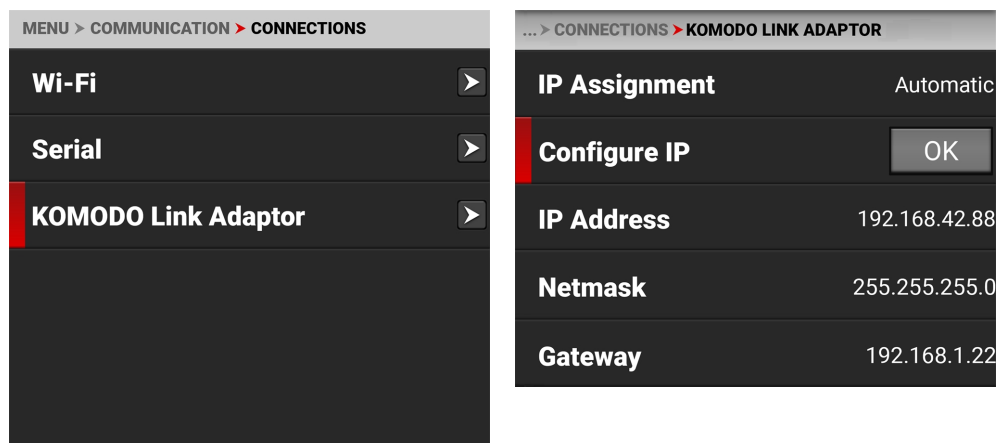 MENU ➤ COMMUNICATION ➤ CONNECTIONS
Wi-Fi
Serial
KOMODO Link Adaptor
... ➤ CONNECTIONS ➤ KOMODO LINK ADAPTOR
IP Assignment Automatic
Configure IP OK
IP Address 192.168.42.88
Netmask 255.255.255.0
Gateway 192.168.1.22